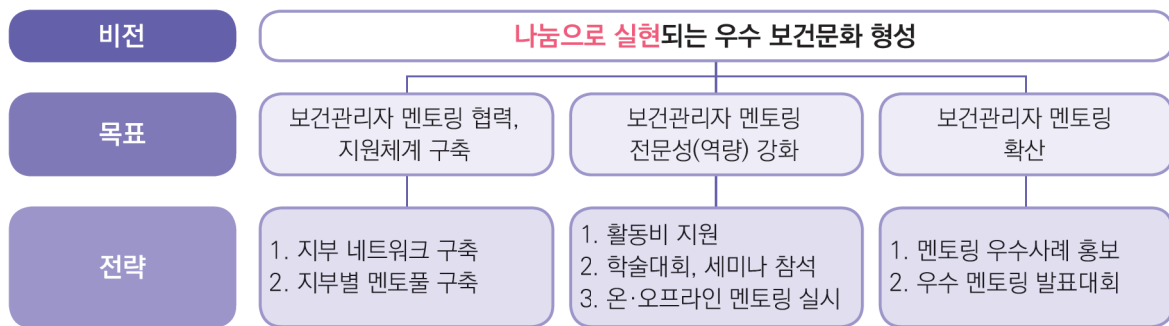 비전
나눔으로 실현되는 우수 보건문화 형성
목표
보건관리자 멘토링 협력,
지원체계 구축
보건관리자 멘토링
전문성(역량) 강화
보건관리자 멘토링
확산
전략
1. 지부 네트워크 구축
2. 지부별 멘토풀 구축
1. 활동비 지원
2. 학술대회, 세미나 참석
3. 온·오프라인 멘토링 실시
1. 멘토링 우수사례 홍보
2. 우수 멘토링 발표대회